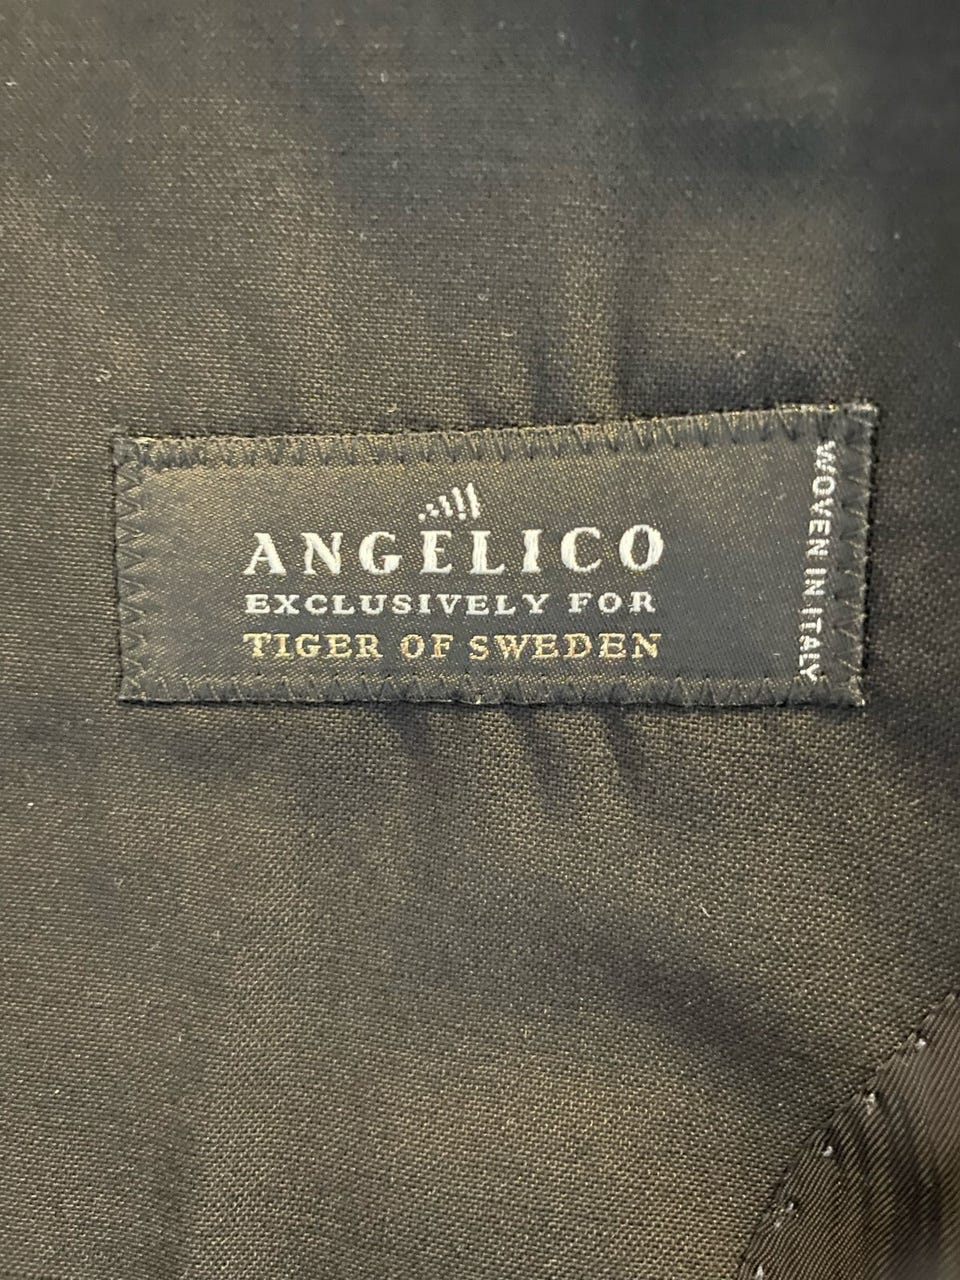 ANGELICO
EXCLUSIVELY FOR
TIGER OF SWEDEN
WOVEN IN ITALY